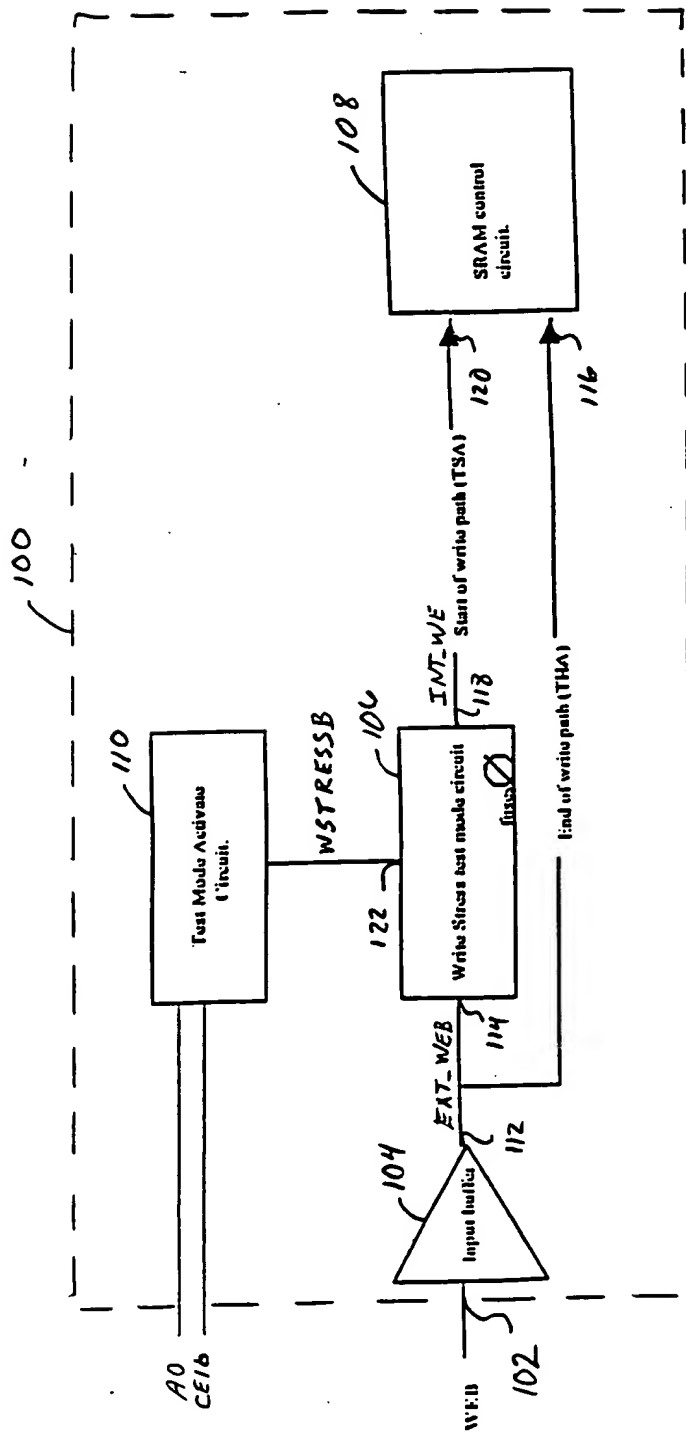 100
110
Test Mode Activate
Circuit.
A0
CE1b
WSTRESSB
108
SRAM control
circuit.
122
106
Write Stress test mode circuit
fuses
104
Input buffer
WEB
102
EXT_WEB
112
114
INT_WE
118
Start of write path (TSA)
120
End of write path (THA)
116